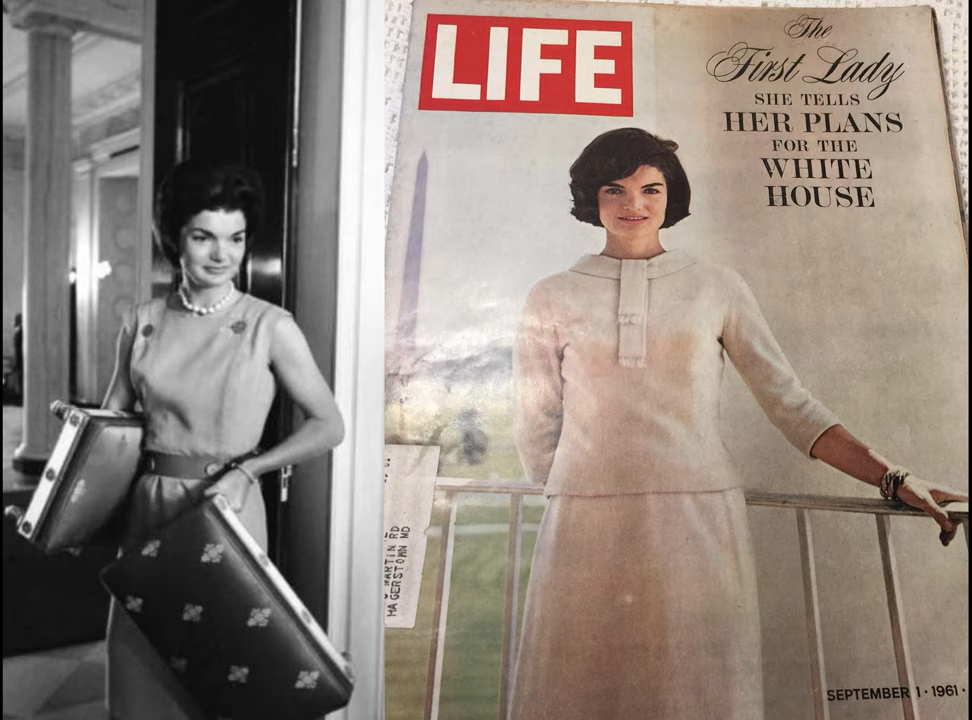 LIFE
The
First Lady
SHE TELLS
HER PLANS
FOR THE
WHITE
HOUSE
MARTIN RD
HAGERSTOWN MD
SEPTEMBER 1 · 1961 ·